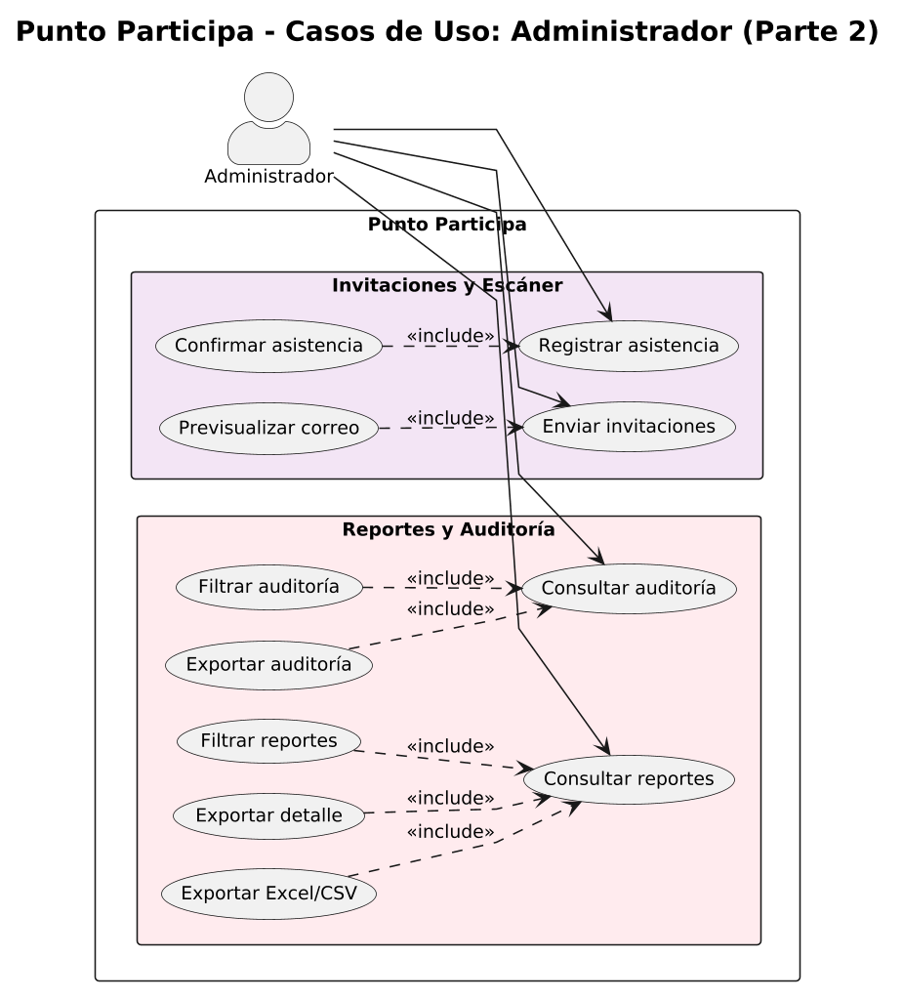 Punto Participa - Casos de Uso: Administrador (Parte 2)
Administrador
Punto Participa
Invitaciones y Escáner
Confirmar asistencia
«include»
Registrar asistencia
Previsualizar correo
«include»
Enviar invitaciones
Reportes y Auditoría
Filtrar auditoría
«include»
Consultar auditoría
«include»
Exportar auditoría
Filtrar reportes
«include»
Consultar reportes
«include»
Exportar detalle
«include»
Exportar Excel/CSV